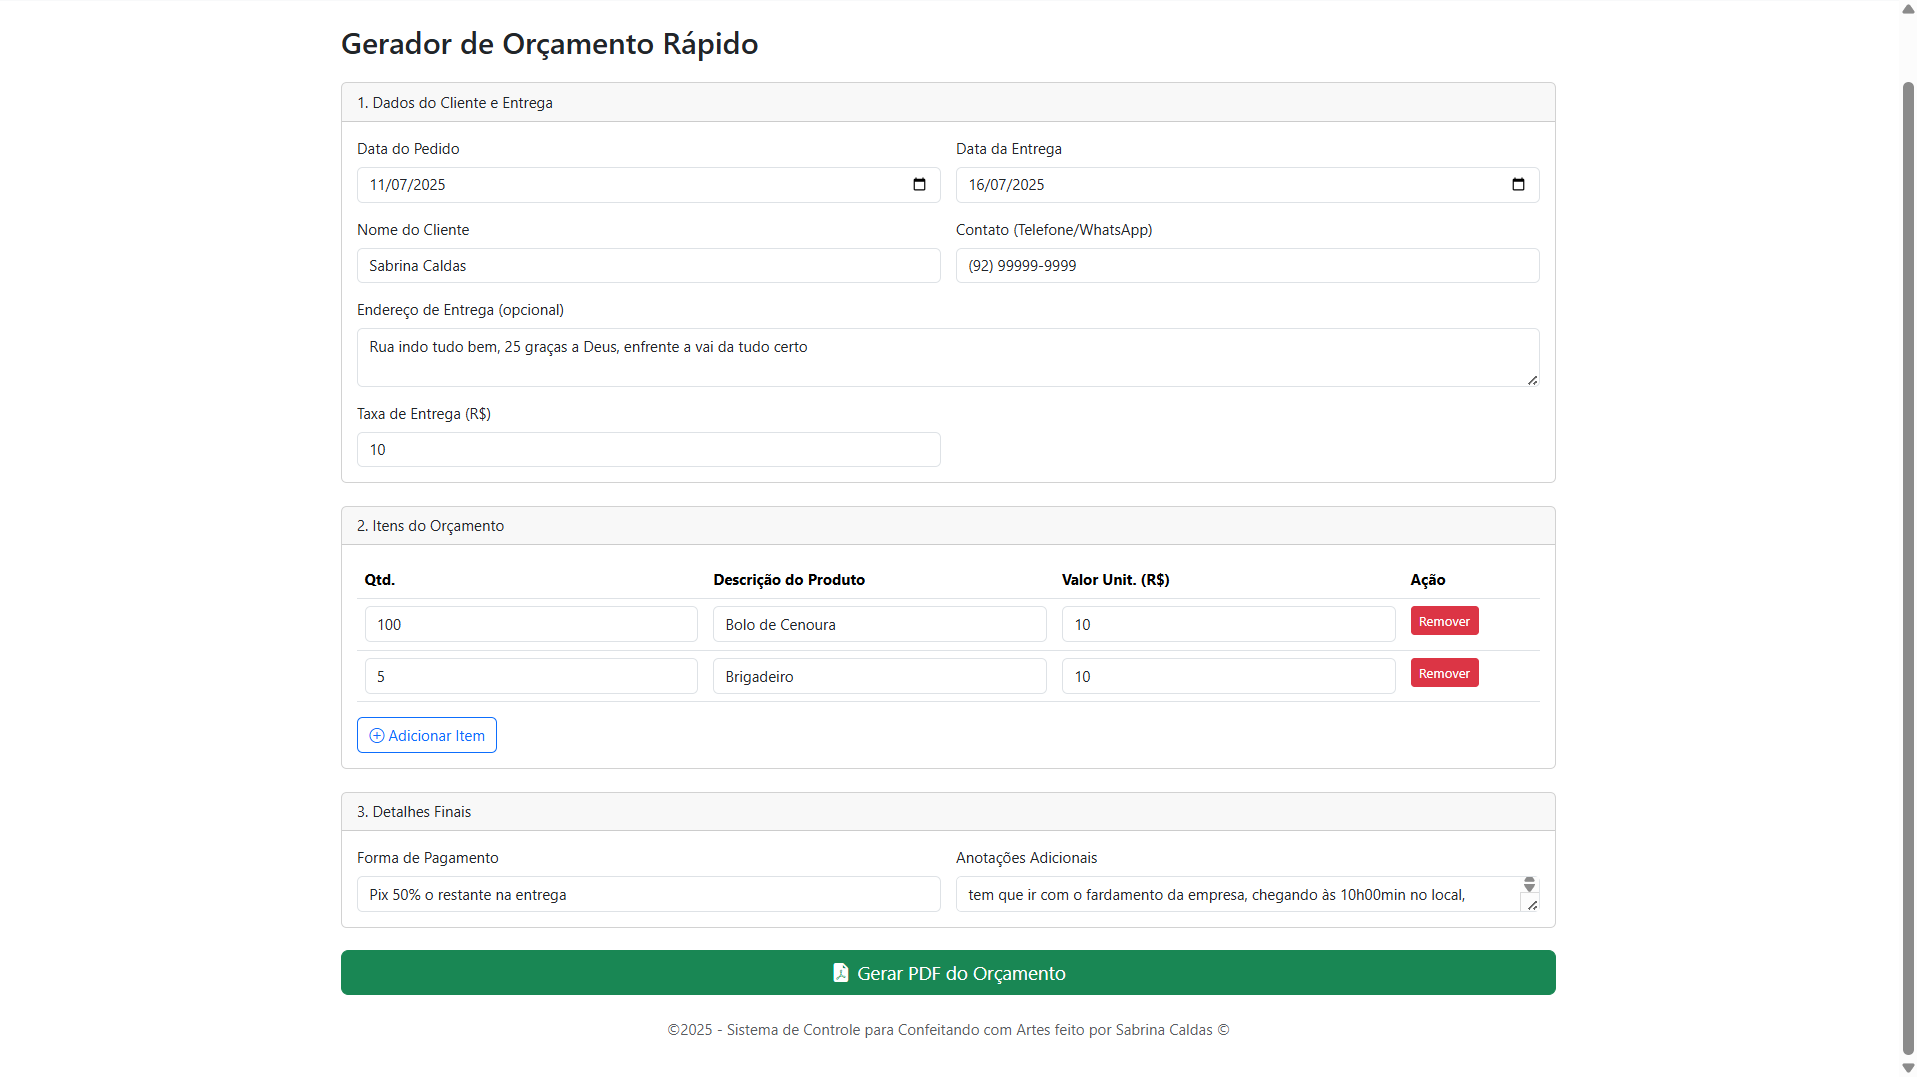 Gerador de Orçamento Rápido
1. Dados do Cliente e Entrega
Data do Pedido
Data da Entrega
11/07/2025
16/07/2025
Nome do Cliente
Contato (Telefone/WhatsApp)
Sabrina Caldas
(92) 99999-9999
Endereço de Entrega (opcional)
Rua indo tudo bem, 25 graças a Deus, enfrente a vai da tudo certo
Taxa de Entrega (R$)
10
2. Itens do Orçamento
Qtd. Descrição do Produto Valor Unit. (R$) Ação
100 Bolo de Cenoura 10 Remover
5 Brigadeiro 10 Remover
Adicionar Item
3. Detalhes Finais
Forma de Pagamento
Anotações Adicionais
Pix 50% o restante na entrega
tem que ir com o fardamento da empresa, chegando às 10h00min no local,
Gerar PDF do Orçamento
©2025 - Sistema de Controle para Confeitando com Artes feito por Sabrina Caldas ©